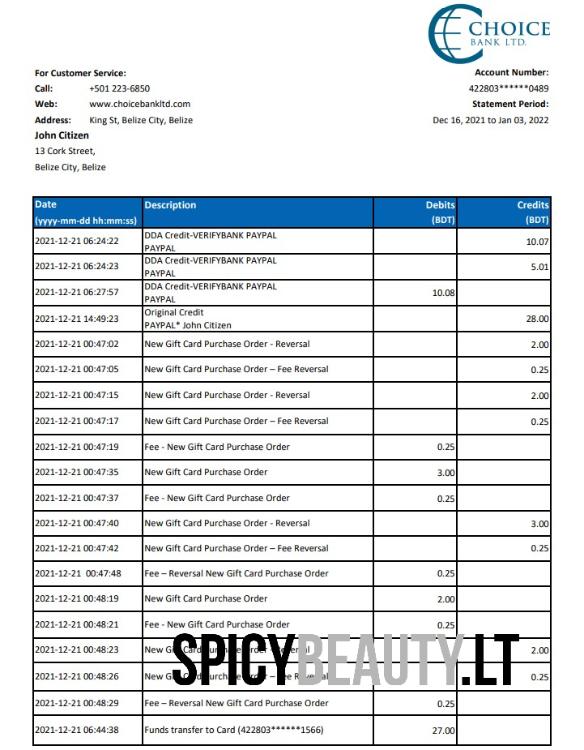 CHOICE
BANK LTD.
For Customer Service:
Call: +501 223-6850
Web: www.choicebankltd.com
Address: King St, Belize City, Belize
John Citizen
13 Cork Street,
Belize City, Belize
Account Number:
422803******0489
Statement Period:
Dec 16, 2021 to Jan 03, 2022
Date Description Debits Credits
(yyyy-mm-dd hh:mm:ss) (BDT) (BDT)
2021-12-21 06:24:22 DDA Credit-VERIFYBANK PAYPAL 10.07
PAYPAL
2021-12-21 06:24:23 DDA Credit-VERIFYBANK PAYPAL 5.01
PAYPAL
2021-12-21 06:27:57 DDA Credit-VERIFYBANK PAYPAL 10.08
PAYPAL
2021-12-21 14:49:23 Original Credit 28.00
PAYPAL* John Citizen
2021-12-21 00:47:02 New Gift Card Purchase Order - Reversal 2.00
2021-12-21 00:47:05 New Gift Card Purchase Order – Fee Reversal 0.25
2021-12-21 00:47:15 New Gift Card Purchase Order - Reversal 2.00
2021-12-21 00:47:17 New Gift Card Purchase Order – Fee Reversal 0.25
2021-12-21 00:47:19 Fee - New Gift Card Purchase Order 0.25
2021-12-21 00:47:35 New Gift Card Purchase Order 3.00
2021-12-21 00:47:37 Fee - New Gift Card Purchase Order 0.25
2021-12-21 00:47:40 New Gift Card Purchase Order - Reversal 3.00
2021-12-21 00:47:42 New Gift Card Purchase Order – Fee Reversal 0.25
2021-12-21 00:47:48 Fee – Reversal New Gift Card Purchase Order 0.25
2021-12-21 00:48:19 New Gift Card Purchase Order 2.00
2021-12-21 00:48:21 Fee - New Gift Card Purchase Order 0.25
SPICYBEAUTY.LT
2021-12-21 00:48:23 New 2.00
2021-12-21 00:48:26 New 0.25
2021-12-21 00:48:29 Fee – Reversal New Gift Card Purchase Order 0.25
2021-12-21 06:44:38 Funds transfer to Card (422803******1566) 27.00